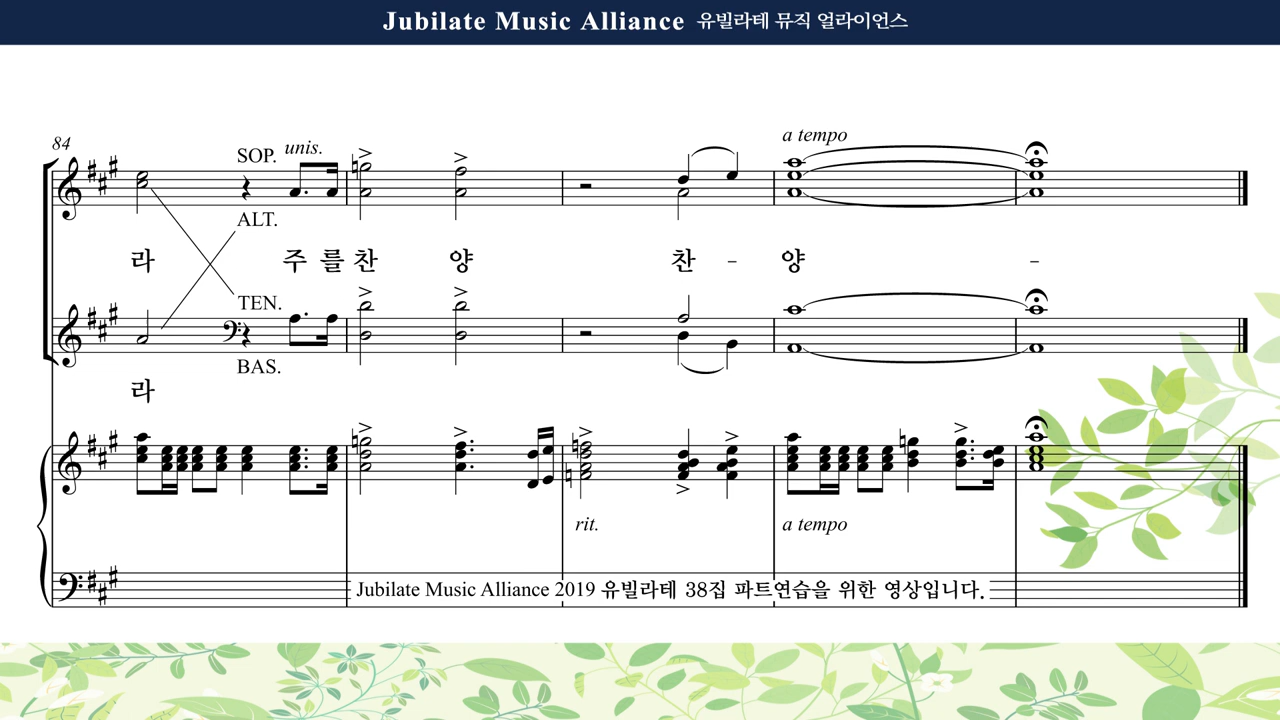 Jubilate Music Alliance 유빌라테 뮤직 얼라이언스
a tempo
84
SOP. unis.
ALT.
라 주 를 찬 양 찬 - 양 -
TEN.
BAS.
라
rit. a tempo
Jubilate Music Alliance 2019 유빌라테 38집 파트연습을 위한 영상입니다.